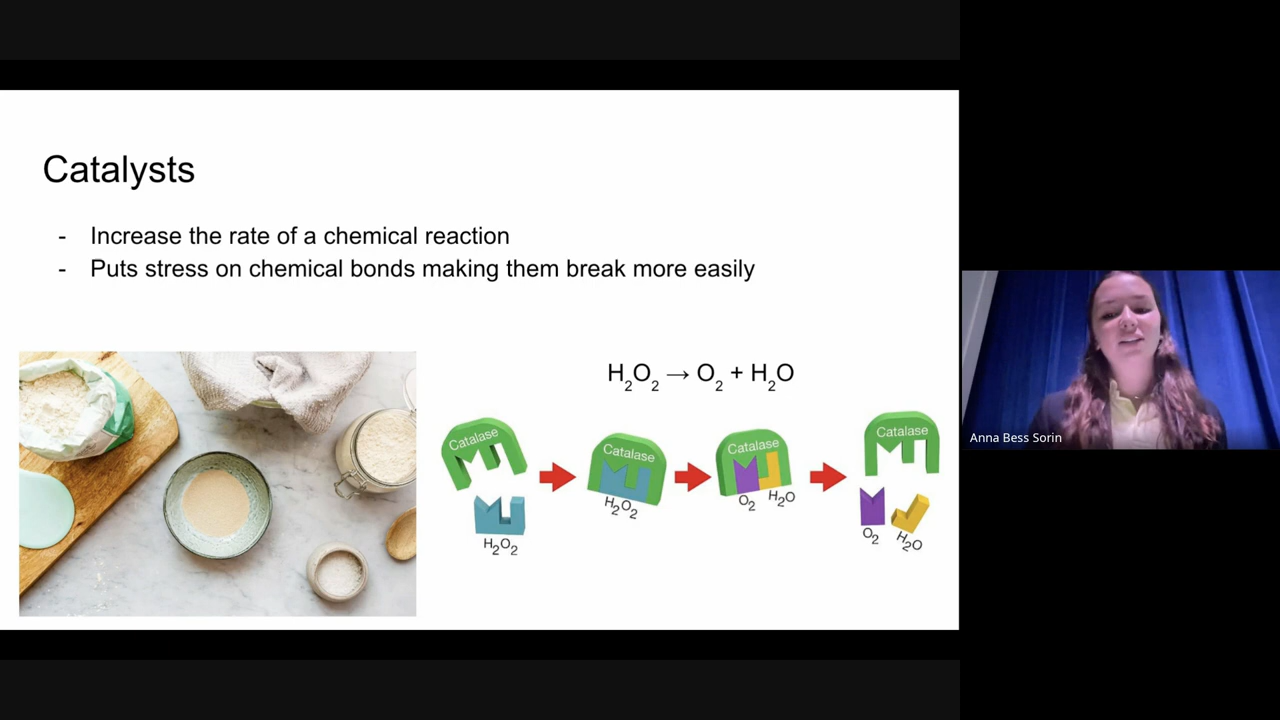 Catalysts
- Increase the rate of a chemical reaction
- Puts stress on chemical bonds making them break more easily
H₂O₂ → O₂ + H₂O
Catalase
H₂O₂
Catalase
H₂O₂
Catalase
O₂ H₂O
Catalase
O₂ H₂O
Anna Bess Sorin